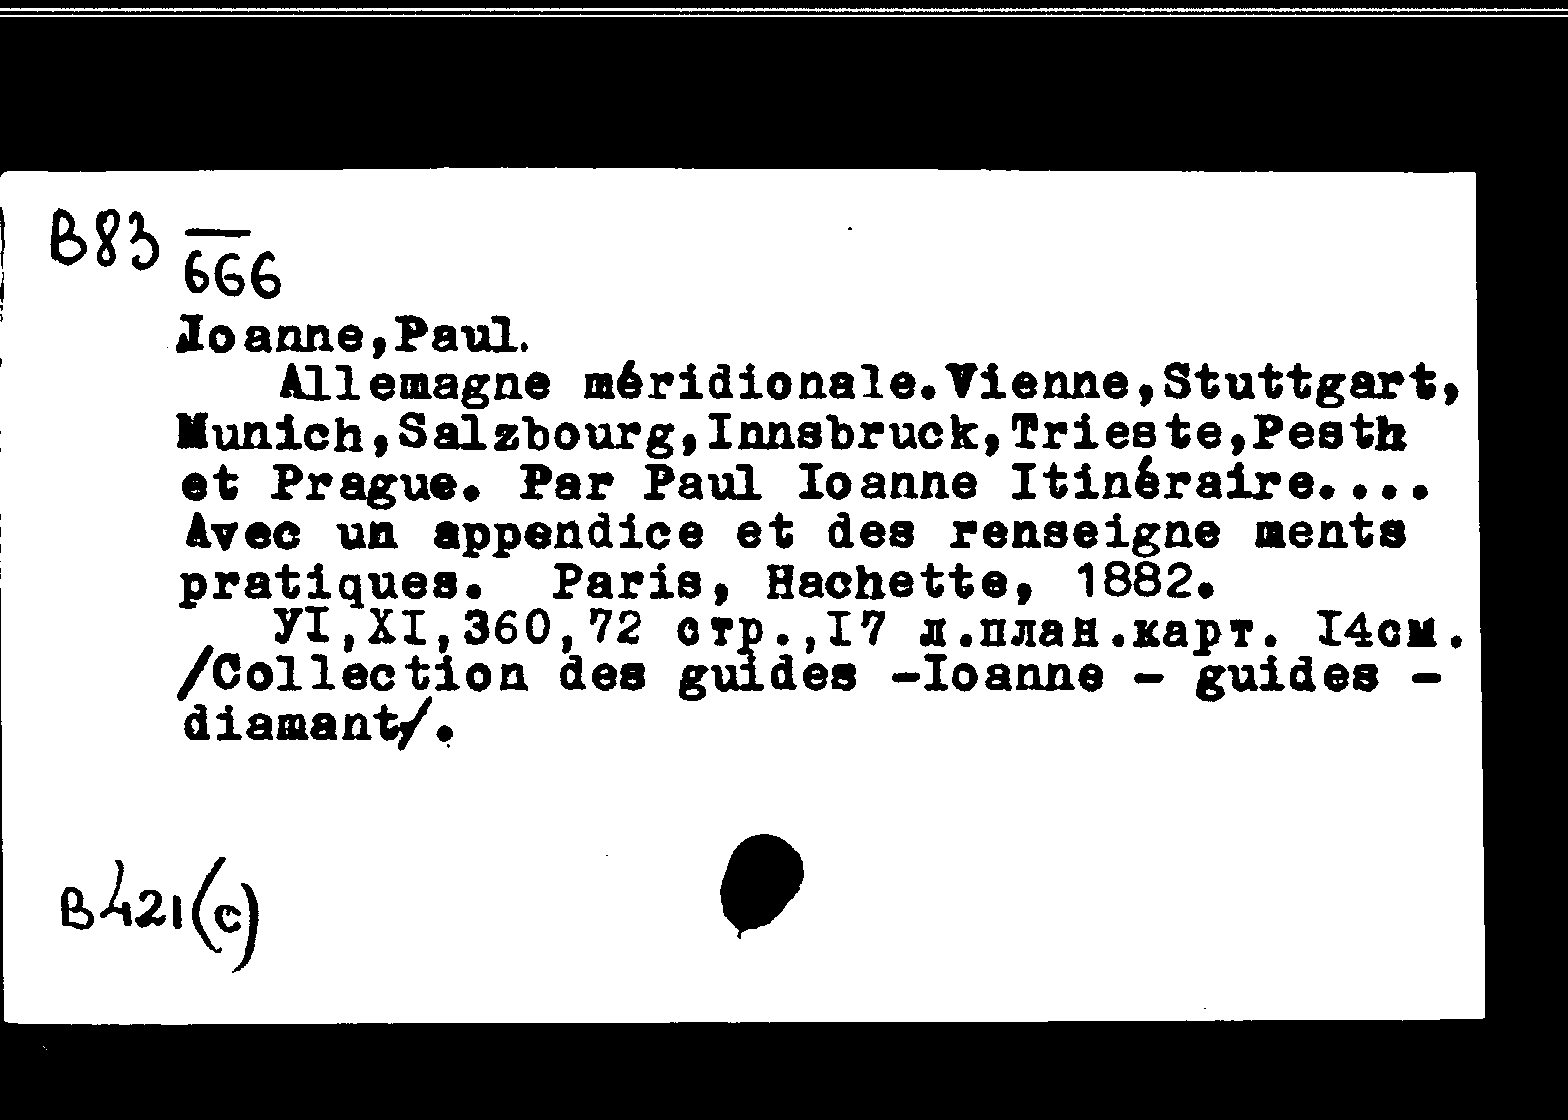 B83 —
666
Joanne,Paul.
Allemagne méridionale.Vienne,Stuttgart,
Munich,Salzbourg,Innsbruck,Trieste,Pesth
et Prague. Par Paul Ioanne Itinéraire....
Avec un appendice et des renseigne ments
pratiques. Paris, Hachette, 1882.
УI,XI,360,72 стр.,I7 л.план.карт. I4см.
/Collection des guides -Ioanne - guides -
diamant/.
B421(c)